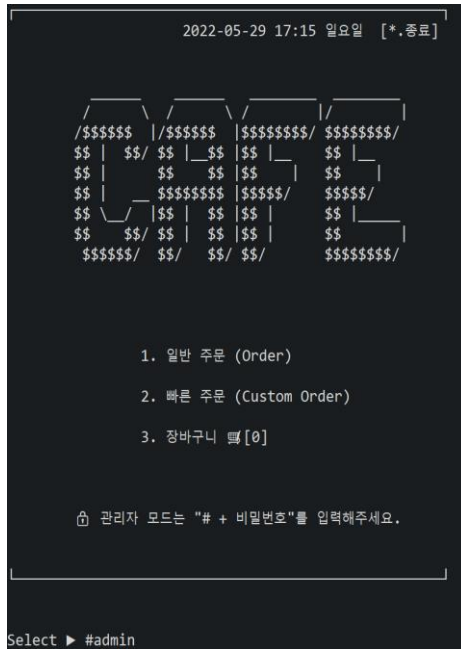 2022-05-29 17:15 일요일 [*.종료]
CAFE
1. 일반 주문 (Order)
2. 빠른 주문 (Custom Order)
3. 장바구니 🛒[0]
🔒 관리자 모드는 "# + 비밀번호"를 입력해주세요.
Select ▶ #admin